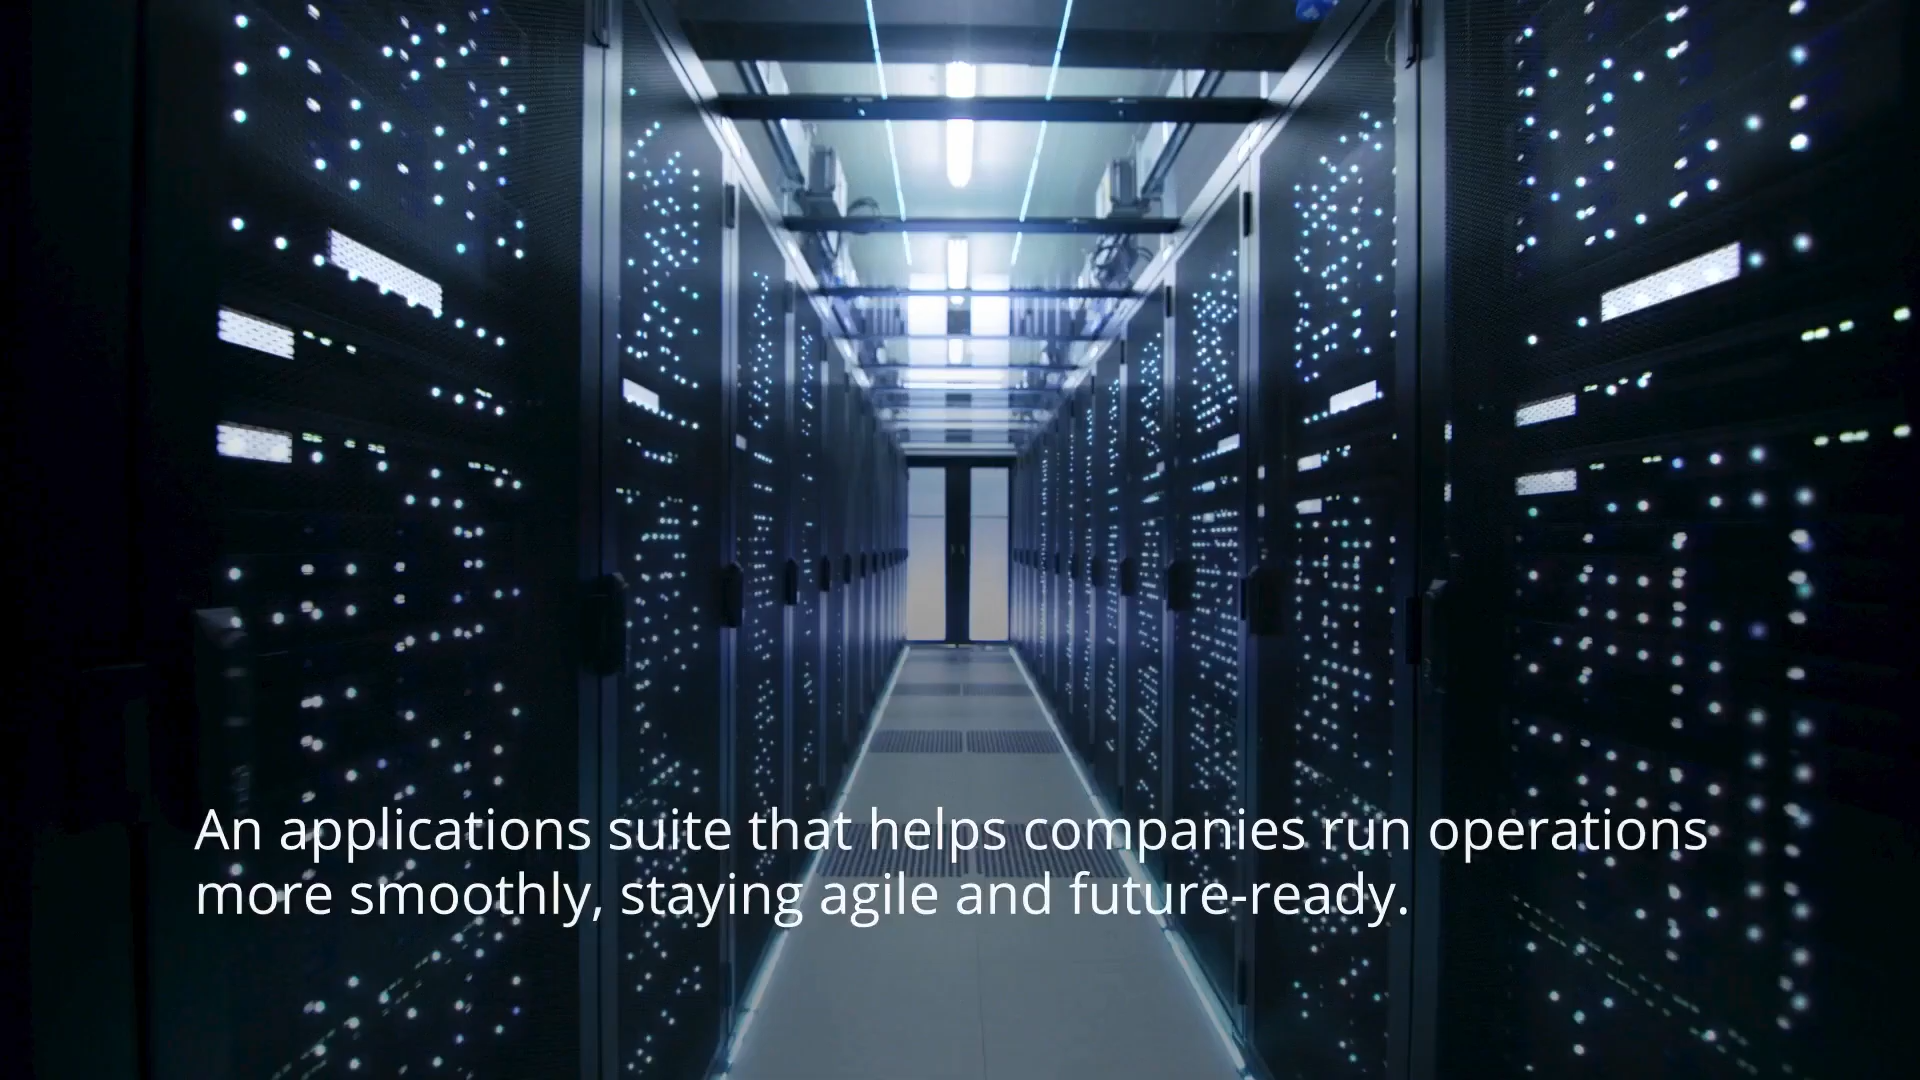 An applications suite that helps companies run operations
more smoothly, staying agile and future-ready.